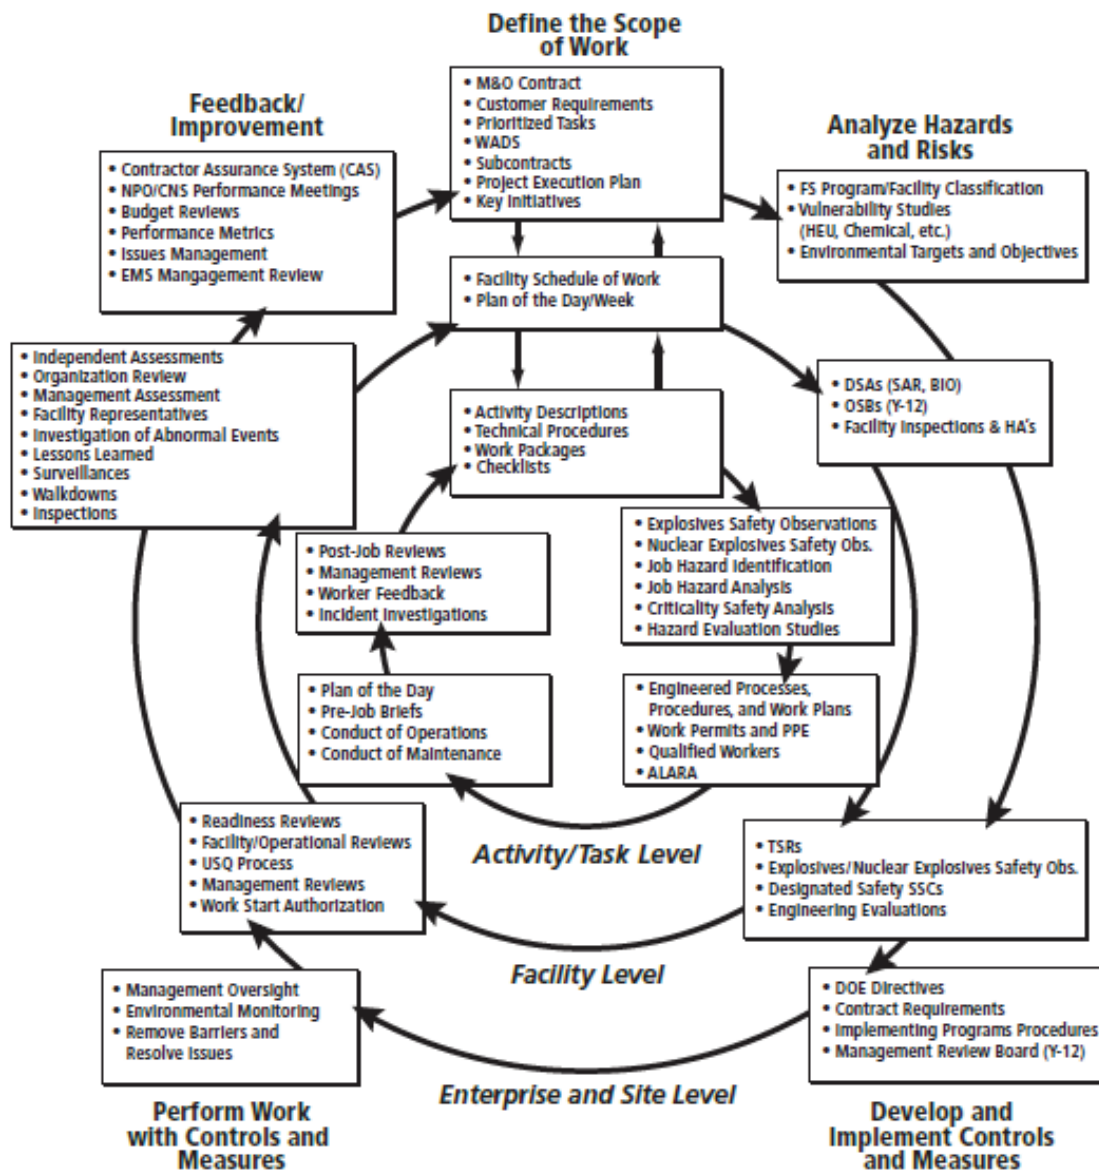 Define the Scope
of Work
• M&O Contract
• Customer Requirements
• Prioritized Tasks
• WADS
• Subcontracts
• Project Execution Plan
• Key Initiatives
Feedback/
Improvement
• Contractor Assurance System (CAS)
• NPO/CNS Performance Meetings
• Budget Reviews
• Performance Metrics
• Issues Management
• EMS Mangagement Review
Analyze Hazards
and Risks
• FS Program/Facility Classification
• Vulnerability Studies
(HEU, Chemical, etc.)
• Environmental Targets and Objectives
• Facility Schedule of Work
• Plan of the Day/Week
• Independent Assessments
• Organization Review
• Management Assessment
• Facility Representatives
• Investigation of Abnormal Events
• Lessons Learned
• Surveillances
• Walkdowns
• Inspections
• DSAs (SAR, BIO)
• OSBs (Y-12)
• Facility Inspections & HA's
• Activity Descriptions
• Technical Procedures
• Work Packages
• Checklists
• Post-Job Reviews
• Management Reviews
• Worker Feedback
• Incident Investigations
• Explosives Safety Observations
• Nuclear Explosives Safety Obs.
• Job Hazard Identification
• Job Hazard Analysis
• Criticality Safety Analysis
• Hazard Evaluation Studies
• Plan of the Day
• Pre-Job Briefs
• Conduct of Operations
• Conduct of Maintenance
• Engineered Processes,
Procedures, and Work Plans
• Work Permits and PPE
• Qualified Workers
• ALARA
Activity/Task Level
• Readiness Reviews
• Facility/Operational Reviews
• USQ Process
• Management Reviews
• Work Start Authorization
• TSRs
• Explosives/Nuclear Explosives Safety Obs.
• Designated Safety SSCs
• Engineering Evaluations
Facility Level
• Management Oversight
• Environmental Monitoring
• Remove Barriers and
Resolve Issues
• DOE Directives
• Contract Requirements
• Implementing Programs Procedures
• Management Review Board (Y-12)
Enterprise and Site Level
Perform Work
with Controls and
Measures
Develop and
Implement Controls
and Measures